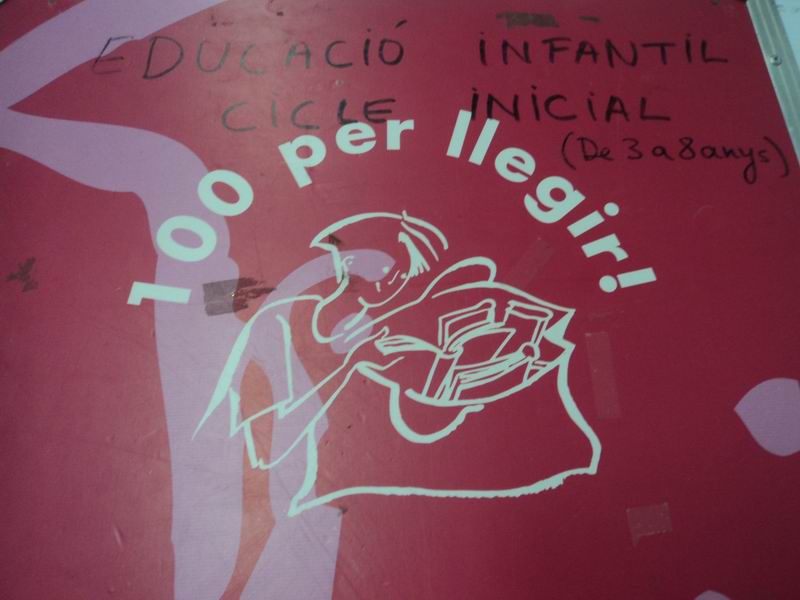 EDUCACIÓ INFANTIL
CICLE INICIAL
(De 3 a 8 anys)
100 per llegir!